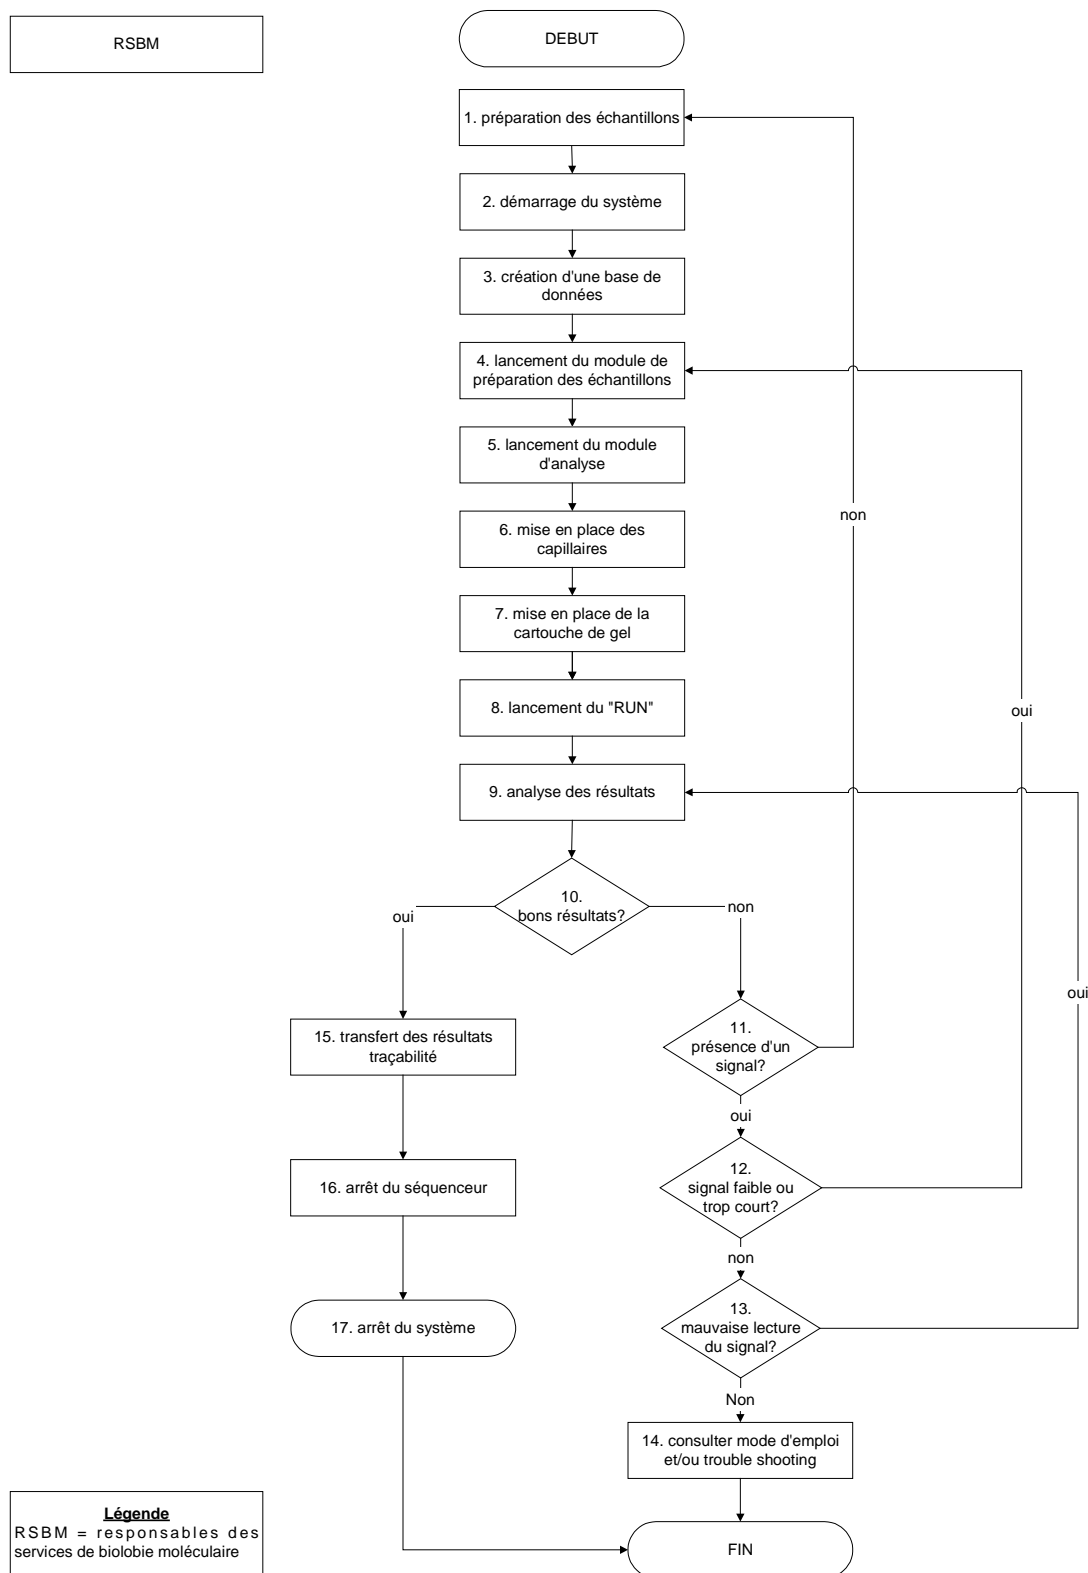 RSBM
DEBUT
1. préparation des échantillons
2. démarrage du système
3. création d'une base de
données
4. lancement du module de
préparation des échantillons
5. lancement du module
d'analyse
non
6. mise en place des
capillaires
7. mise en place de la
cartouche de gel
8. lancement du "RUN"
oui
9. analyse des résultats
10.
bons résultats?
oui
non
oui
11.
présence d'un
signal?
15. transfert des résultats
traçabilité
oui
12.
signal faible ou
trop court?
16. arrêt du séquenceur
non
13.
mauvaise lecture
du signal?
17. arrêt du système
Non
14. consulter mode d'emploi
et/ou trouble shooting
Légende
RSBM = responsables des
services de biolobie moléculaire
FIN